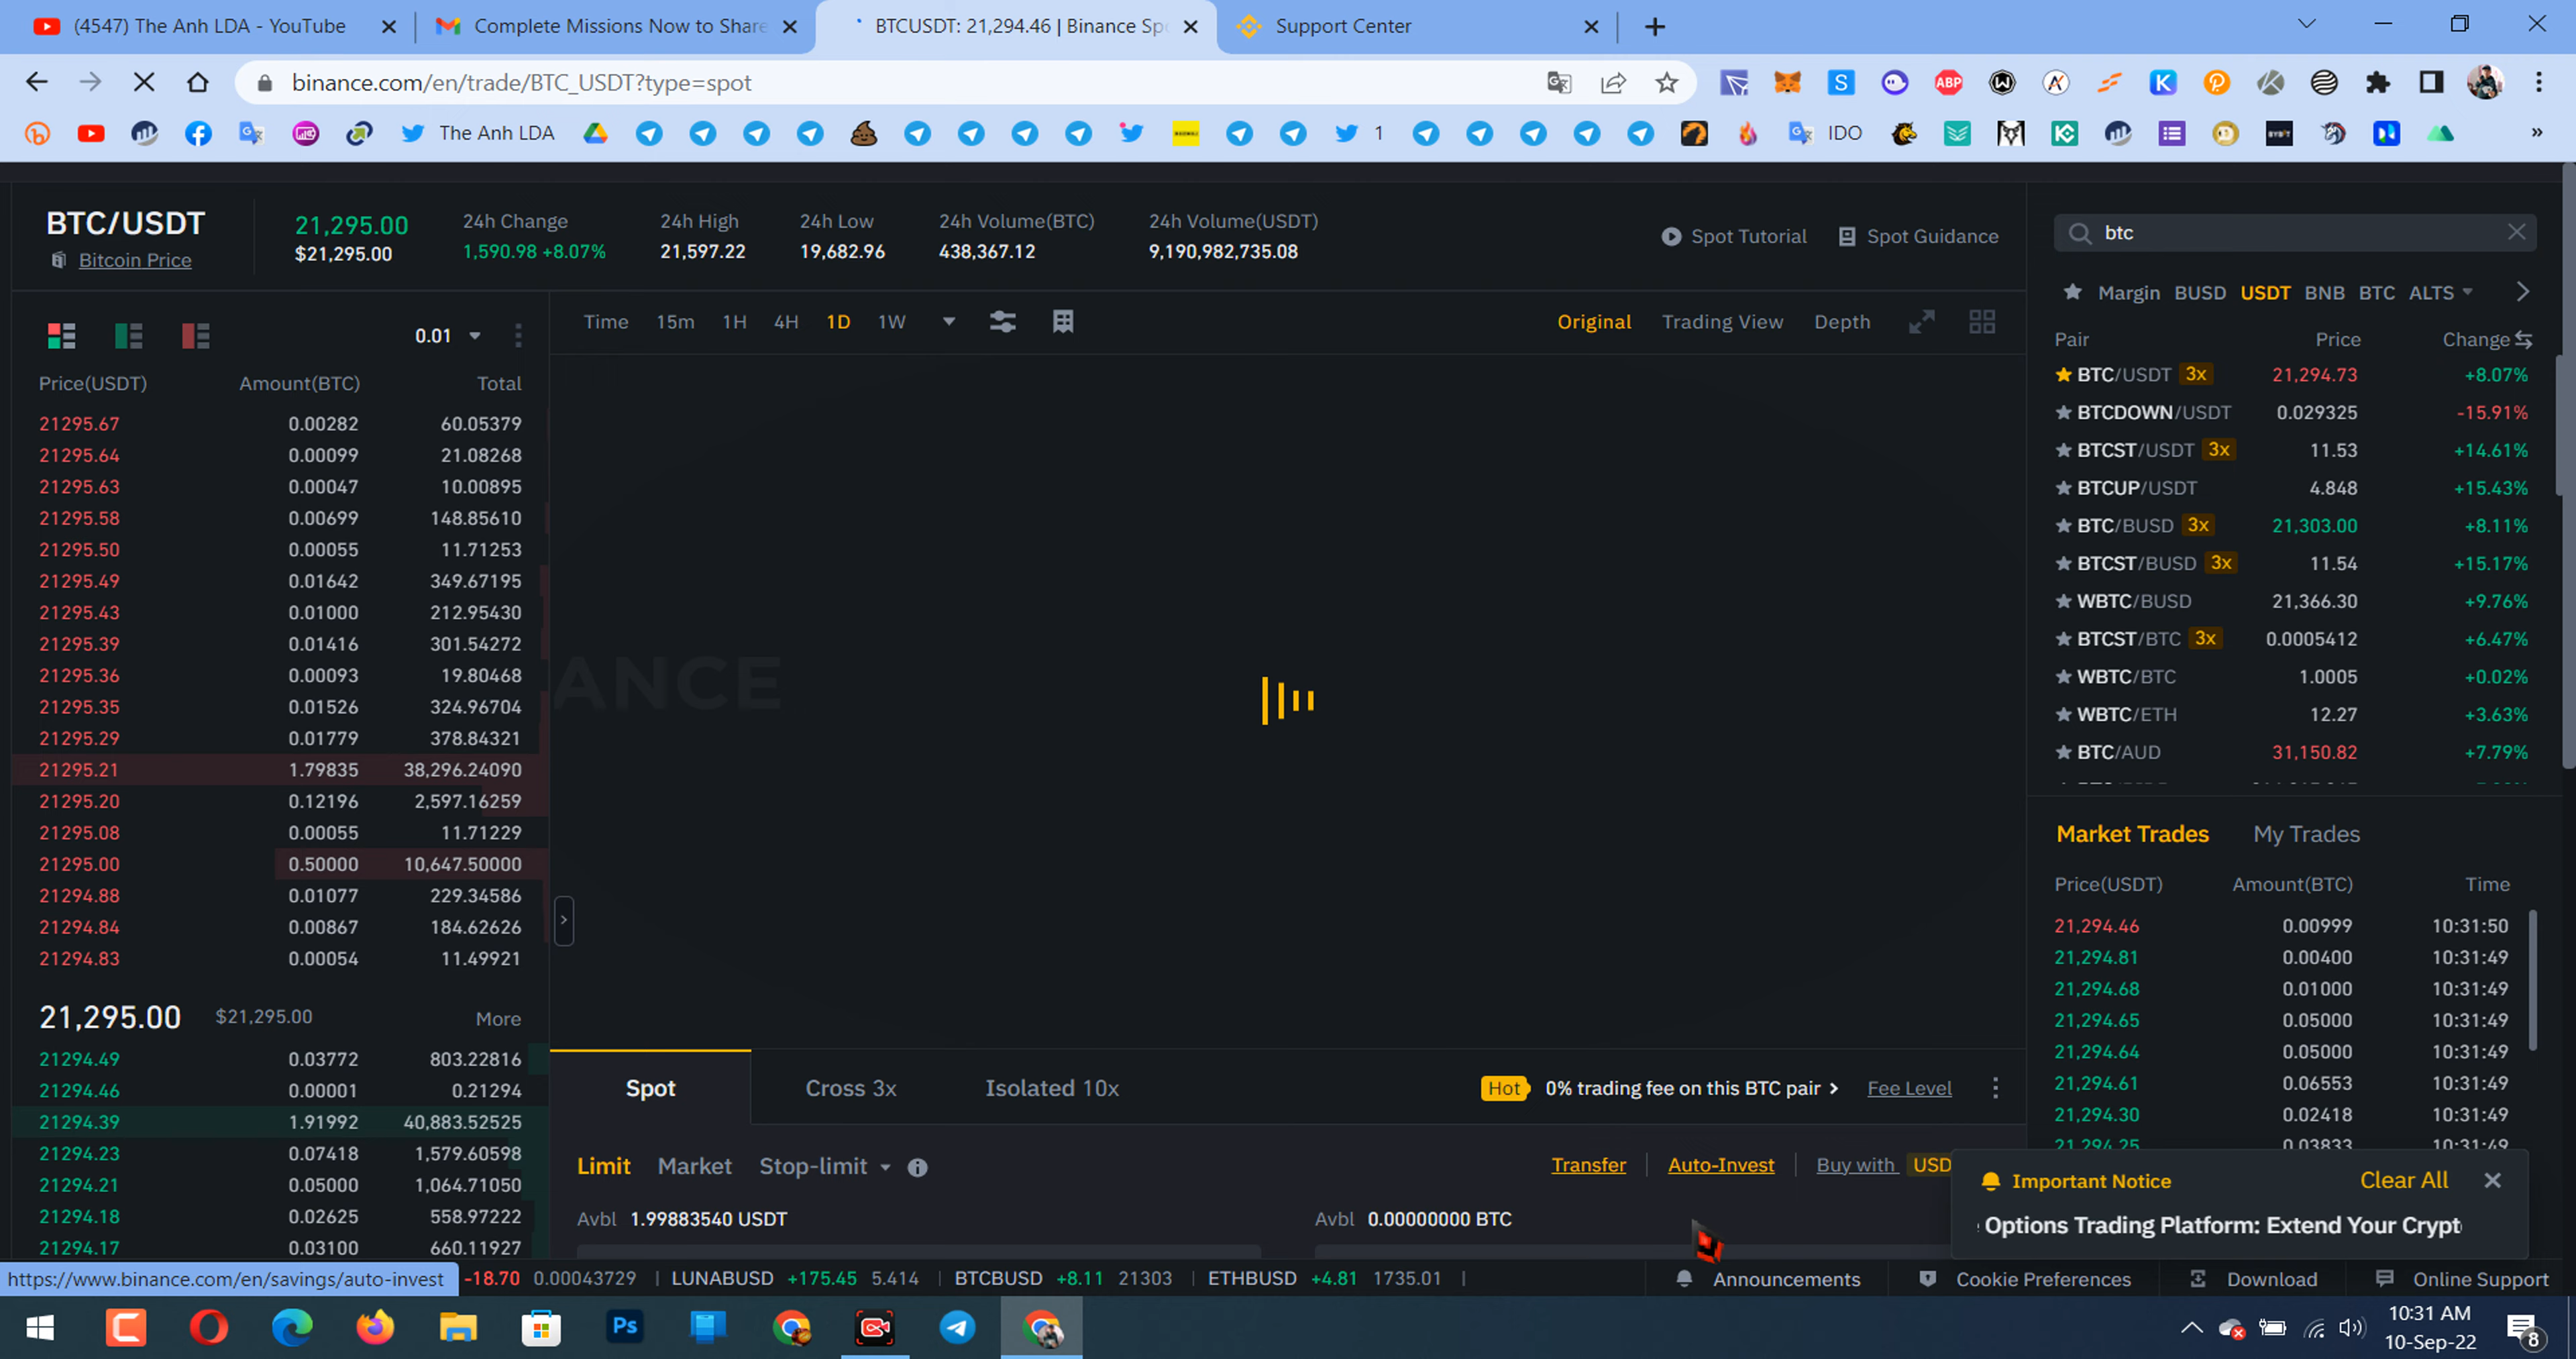 (4547) The Anh LDA - YouTube
Complete Missions Now to Share
BTCUSDT: 21,294.46 | Binance Sp
Support Center
binance.com/en/trade/BTC_USDT?type=spot
The Anh LDA
1
IDO
BTC/USDT
Bitcoin Price
21,295.00
$21,295.00
24h Change
1,590.98 +8.07%
24h High
21,597.22
24h Low
19,682.96
24h Volume(BTC)
438,367.12
24h Volume(USDT)
9,190,982,735.08
Spot Tutorial
Spot Guidance
0.01
Price(USDT) Amount(BTC) Total
21295.67 0.00282 60.05379
21295.64 0.00099 21.08268
21295.63 0.00047 10.00895
21295.58 0.00699 148.85610
21295.50 0.00055 11.71253
21295.49 0.01642 349.67195
21295.43 0.01000 212.95430
21295.39 0.01416 301.54272
21295.36 0.00093 19.80468
21295.35 0.01526 324.96704
21295.29 0.01779 378.84321
21295.21 1.79835 38,296.24090
21295.20 0.12196 2,597.16259
21295.08 0.00055 11.71229
21295.00 0.50000 10,647.50000
21294.88 0.01077 229.34586
21294.84 0.00867 184.62626
21294.83 0.00054 11.49921
21,295.00 $21,295.00 More
21294.49 0.03772 803.22816
21294.46 0.00001 0.21294
21294.39 1.91992 40,883.52525
21294.23 0.07418 1,579.60598
21294.21 0.05000 1,064.71050
21294.18 0.02625 558.97222
21294.17 0.03100 660.11927
Time 15m 1H 4H 1D 1W
Original Trading View Depth
ANCE
Spot Cross 3x Isolated 10x
Hot 0% trading fee on this BTC pair > Fee Level
Limit Market Stop-limit
Transfer Auto-Invest Buy with USD
Avbl 1.99883540 USDT
Avbl 0.00000000 BTC
btc
Margin BUSD USDT BNB BTC ALTS
Pair Price Change
BTC/USDT 3x 21,294.73 +8.07%
BTCDOWN/USDT 0.029325 -15.91%
BTCST/USDT 3x 11.53 +14.61%
BTCUP/USDT 4.848 +15.43%
BTC/BUSD 3x 21,303.00 +8.11%
BTCST/BUSD 3x 11.54 +15.17%
WBTC/BUSD 21,366.30 +9.76%
BTCST/BTC 3x 0.0005412 +6.47%
WBTC/BTC 1.0005 +0.02%
WBTC/ETH 12.27 +3.63%
BTC/AUD 31,150.82 +7.79%
Market Trades My Trades
Price(USDT) Amount(BTC) Time
21,294.46 0.00999 10:31:50
21,294.81 0.00400 10:31:49
21,294.68 0.01000 10:31:49
21,294.65 0.05000 10:31:49
21,294.64 0.05000 10:31:49
21,294.61 0.06553 10:31:49
21,294.30 0.02418 10:31:49
21,294.25 0.03833 10:31:49
Important Notice Clear All
Options Trading Platform: Extend Your Crypt
https://www.binance.com/en/savings/auto-invest
-18.70 0.00043729 | LUNABUSD +175.45 5.414 | BTCBUSD +8.11 21303 | ETHBUSD +4.81 1735.01 |
Announcements Cookie Preferences Download Online Support
Ps
10:31 AM
10-Sep-22
8